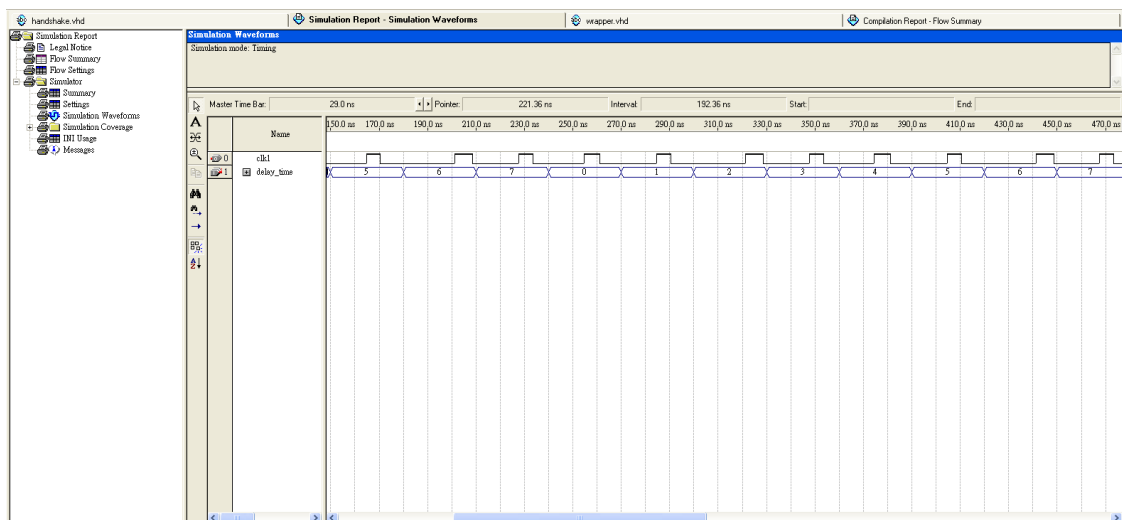 handshake.vhd
Simulation Report - Simulation Waveforms
wrapper.vhd
Compilation Report - Flow Summary
Simulation Report
Legal Notice
Flow Summary
Flow Settings
Simulator
Summary
Settings
Simulation Waveforms
Simulation Coverage
INI Usage
Messages
Simulation Waveforms
Simulation mode: Timing
Master Time Bar: 29.0 ns Pointer: 221.36 ns Interval: 192.36 ns Start: End:
Name
150.0 ns 170.0 ns 190.0 ns 210.0 ns 230.0 ns 250.0 ns 270.0 ns 290.0 ns 310.0 ns 330.0 ns 350.0 ns 370.0 ns 390.0 ns 410.0 ns 430.0 ns 450.0 ns 470.0 ns
0 clk1
1 delay_time 5 6 7 0 1 2 3 4 5 6 7